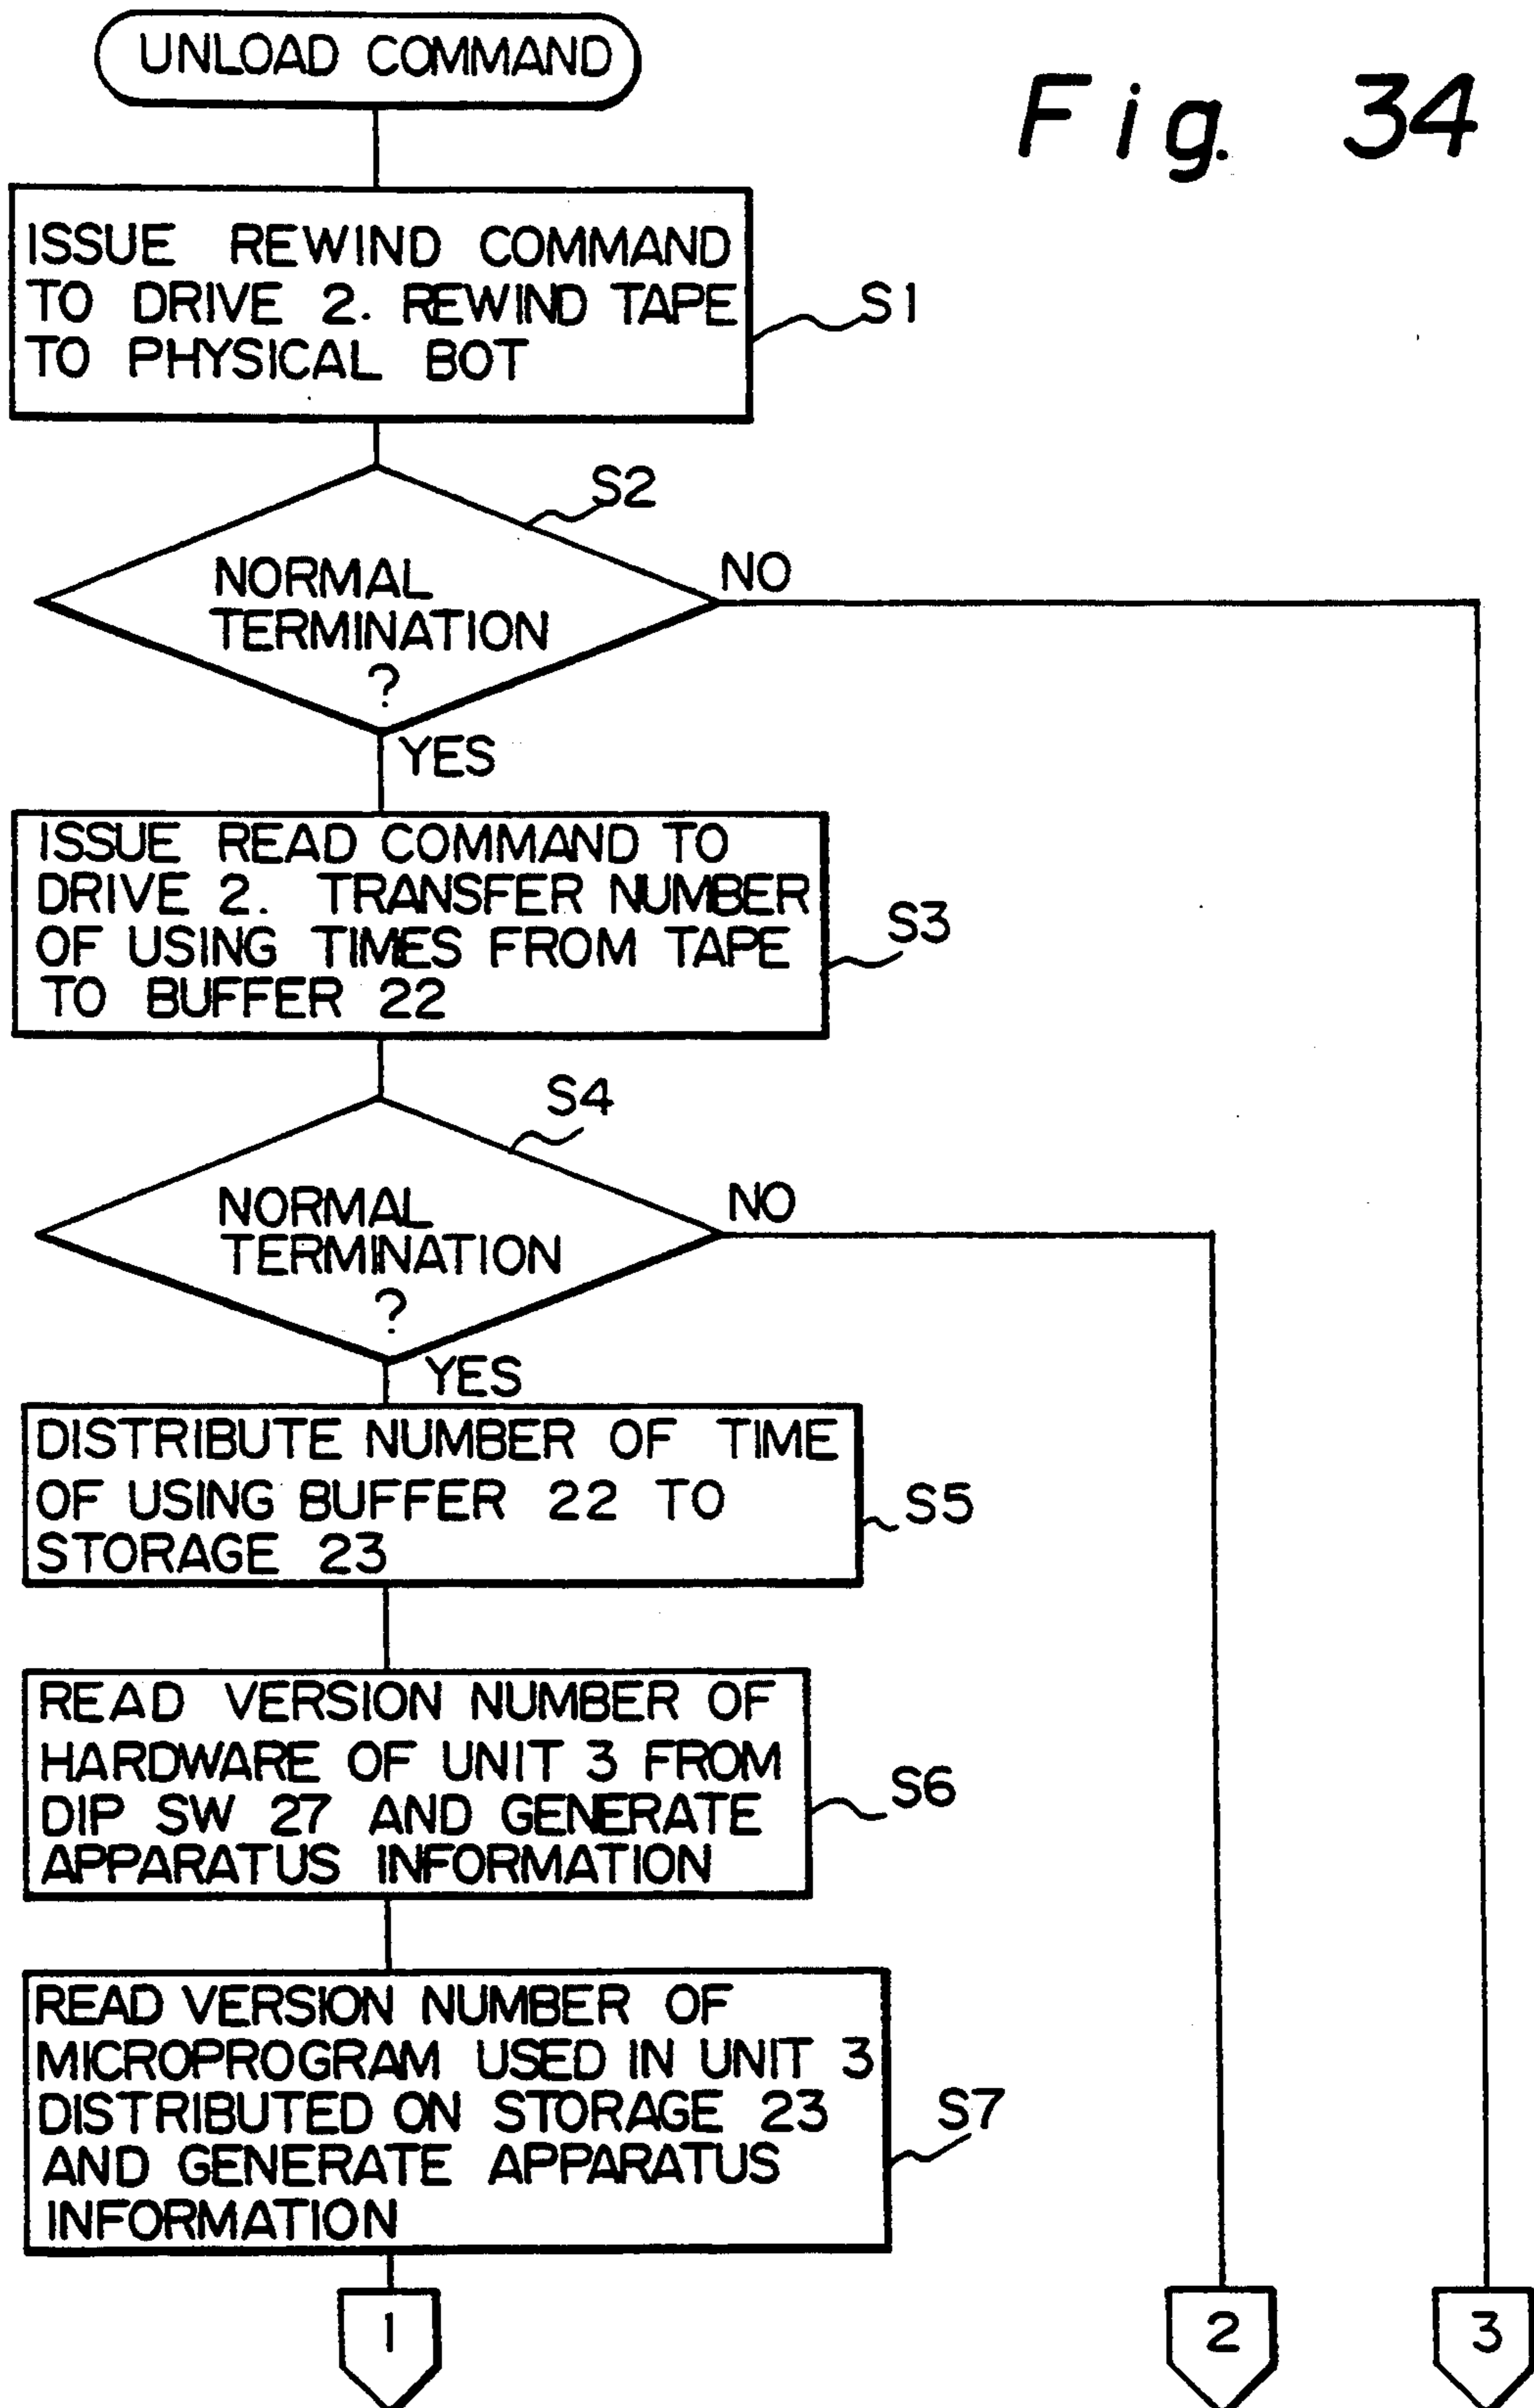 UNLOAD COMMAND
Fig. 34
ISSUE REWIND COMMAND
TO DRIVE 2. REWIND TAPE
TO PHYSICAL BOT
S1
S2
NORMAL
TERMINATION
?
NO
YES
ISSUE READ COMMAND TO
DRIVE 2. TRANSFER NUMBER
OF USING TIMES FROM TAPE
TO BUFFER 22
S3
S4
NORMAL
TERMINATION
?
NO
YES
DISTRIBUTE NUMBER OF TIME
OF USING BUFFER 22 TO
STORAGE 23
S5
READ VERSION NUMBER OF
HARDWARE OF UNIT 3 FROM
DIP SW 27 AND GENERATE
APPARATUS INFORMATION
S6
READ VERSION NUMBER OF
MICROPROGRAM USED IN UNIT 3
DISTRIBUTED ON STORAGE 23
AND GENERATE APPARATUS
INFORMATION
S7
1
2
3